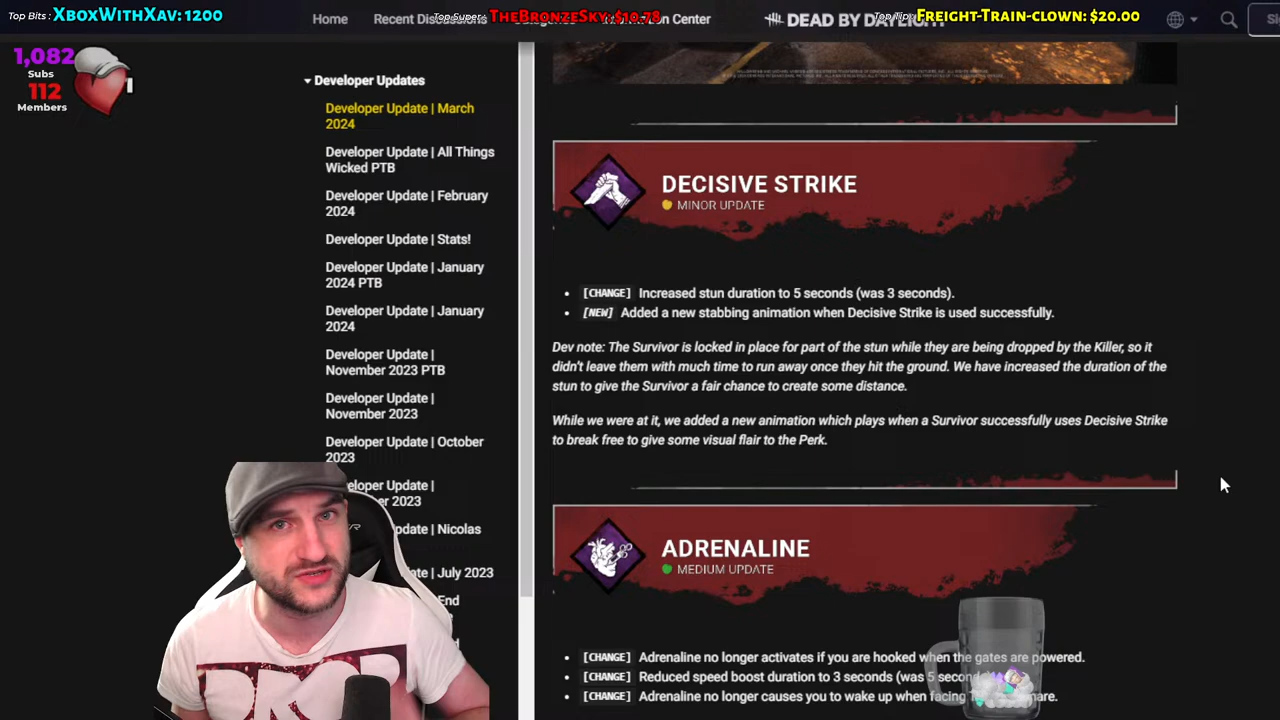 Top Bits : XBOXWITHXAV: 1200
Top Super: THEBRONZESKY: $10.78
FREIGHT-TRAIN-CLOWN: $20.00
Home
DEAD BY DAYLIGHT
1,082
Subs
112
Members
Developer Updates
Developer Update | March
2024
Developer Update | All Things
Wicked PTB
Developer Update | February
2024
Developer Update | Stats!
Developer Update | January
2024 PTB
Developer Update | January
2024
Developer Update |
November 2023 PTB
Developer Update |
November 2023
Developer Update | October
2023
Update | Nicolas
July 2023
DECISIVE STRIKE
MINOR UPDATE
• [CHANGE] Increased stun duration to 5 seconds (was 3 seconds).
• [NEW] Added a new stabbing animation when Decisive Strike is used successfully.
Dev note: The Survivor is locked in place for part of the stun while they are being dropped by the Killer, so it
didn't leave them with much time to run away once they hit the ground. We have increased the duration of the
stun to give the Survivor a fair chance to create some distance.
While we were at it, we added a new animation which plays when a Survivor successfully uses Decisive Strike
to break free to give some visual flair to the Perk.
ADRENALINE
MEDIUM UPDATE
• [CHANGE] Adrenaline no longer activates if you are hooked when the gates are powered.
• [CHANGE] Reduced speed boost duration to 3 seconds (was 5
• [CHANGE] Adrenaline no longer causes you to wake up when facing